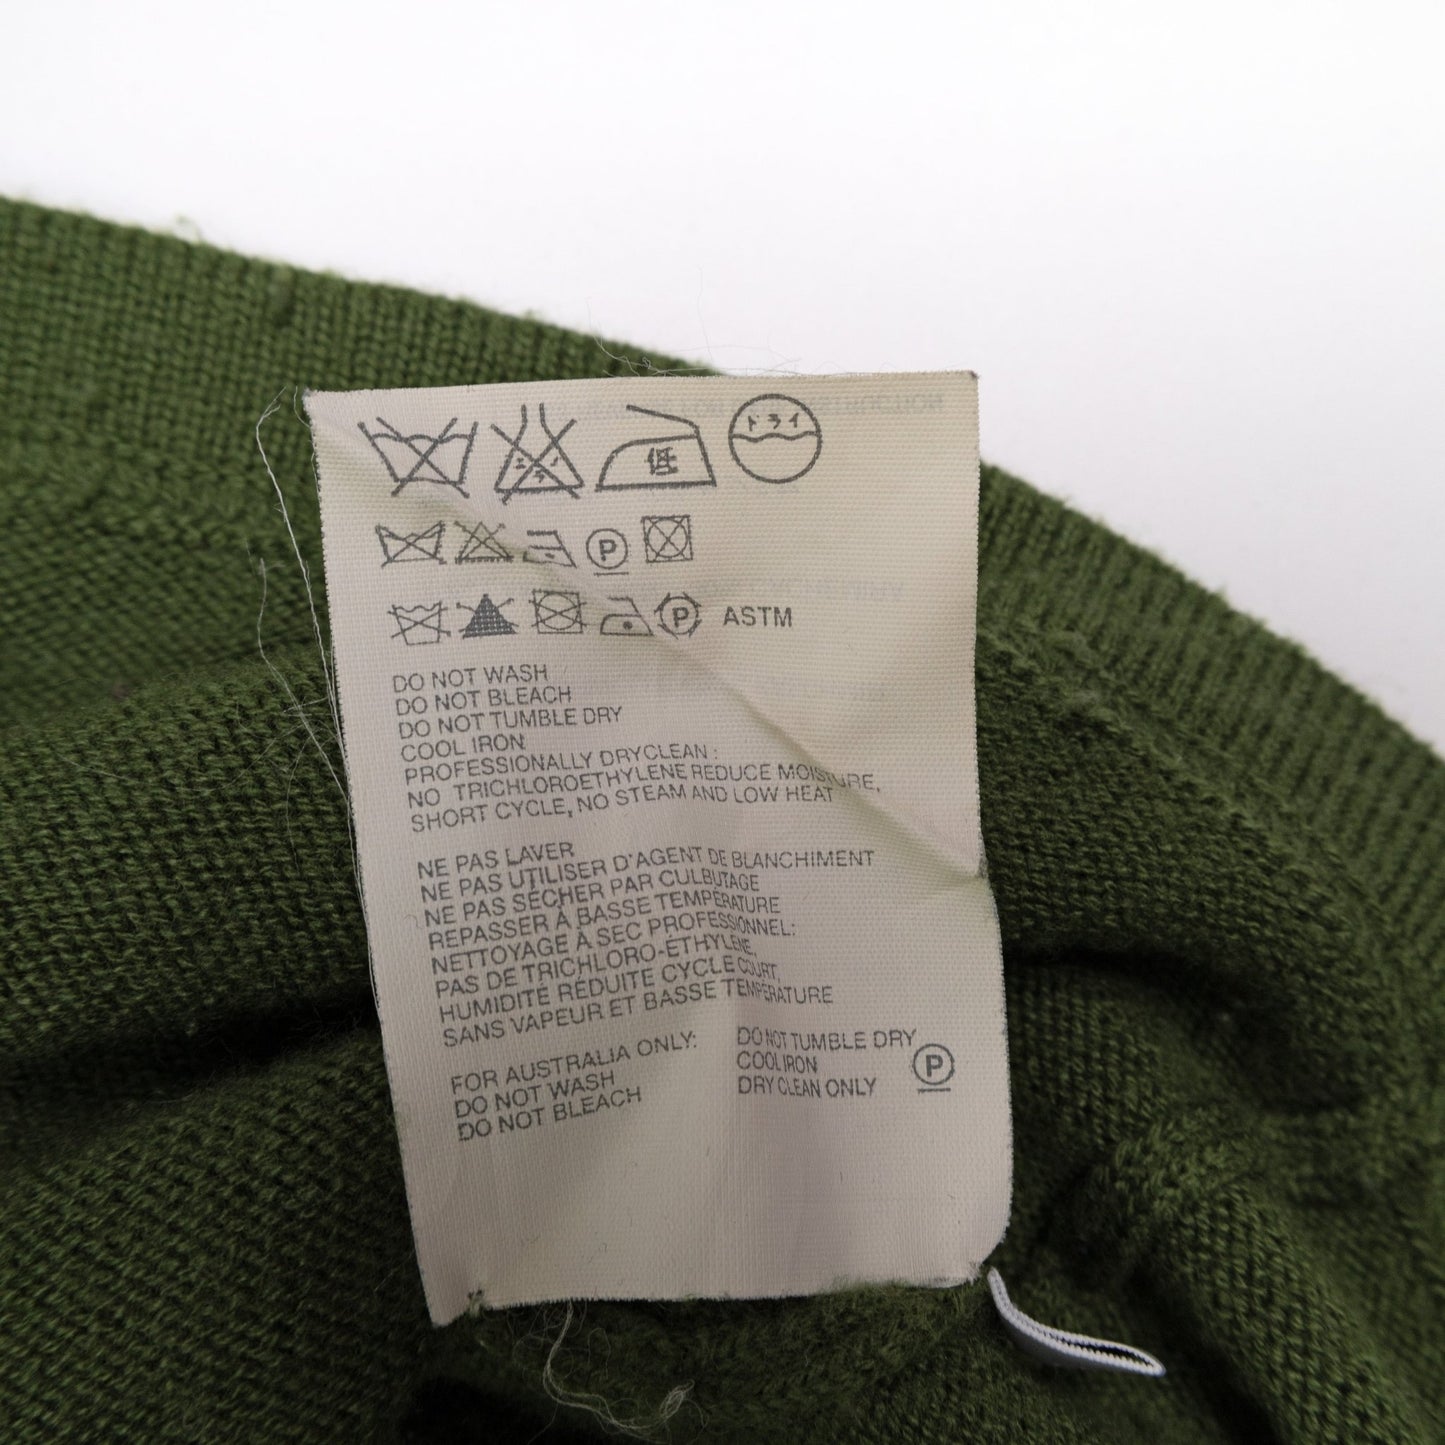 エンソ
低
ドライ
P
P ASTM
DO NOT WASH
DO NOT BLEACH
DO NOT TUMBLE DRY
COOL IRON
PROFESSIONALLY DRYCLEAN :
NO TRICHLOROETHYLENE REDUCE MOISTURE,
SHORT CYCLE, NO STEAM AND LOW HEAT
NE PAS LAVER
NE PAS UTILISER D'AGENT DE BLANCHIMENT
NE PAS SÉCHER PAR CULBUTAGE
REPASSER À BASSE TEMPÉRATURE
NETTOYAGE À SEC PROFESSIONNEL:
PAS DE TRICHLORO-ÉTHYLÈNE,
HUMIDITÉ RÉDUITE CYCLE COURT,
SANS VAPEUR ET BASSE TEMPÉRATURE
FOR AUSTRALIA ONLY:
DO NOT WASH
DO NOT BLEACH
DO NOT TUMBLE DRY
COOL IRON
DRY CLEAN ONLY
P